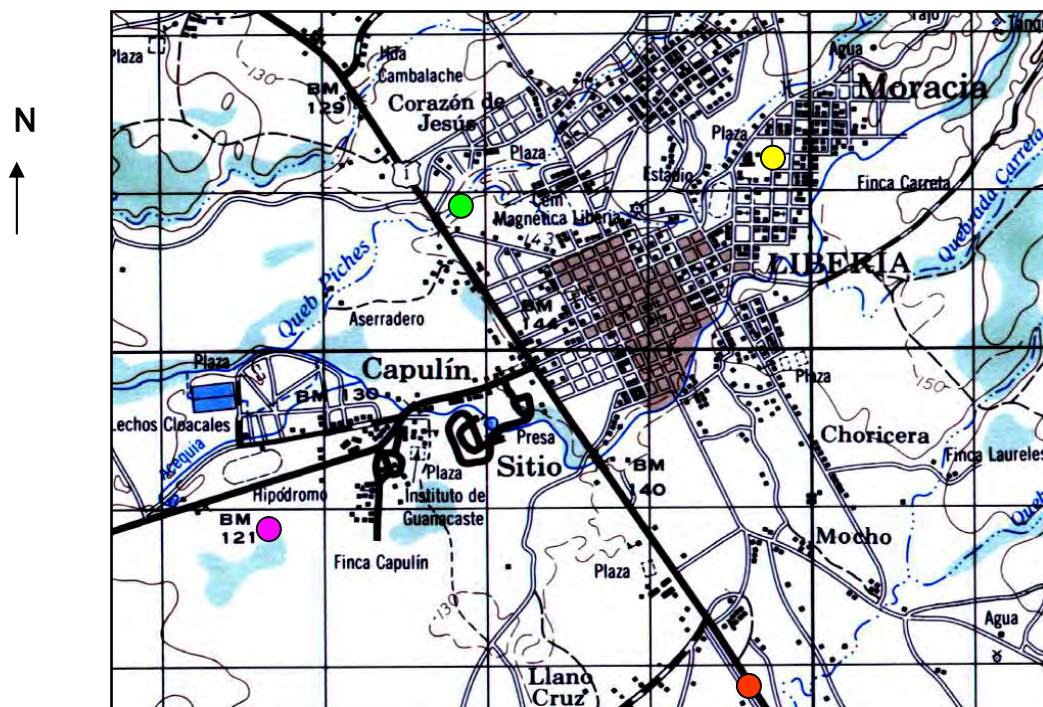 Plaza
130
Hda
Cambalache
BM
129
Corazón de
Jesús
Agua
Moracia
N
Plaza
Plaza
Estadio
Finca Carreta
Quebrada Carreta
Cem
Magnética Liberia
143
LIBERIA
Queb Piches
Aserradero
BM
144
Plaza
Capulín
BM 130
Lechos Cloacales
Acequia
Presa
Plaza
150
Choricera
Finca Laureles
Sitio
BM
140
Hipódromo
Plaza
Instituto de
Guanacaste
BM
121
Finca Capulín
130
Plaza
Mocho
Agua
Llano
Cruz